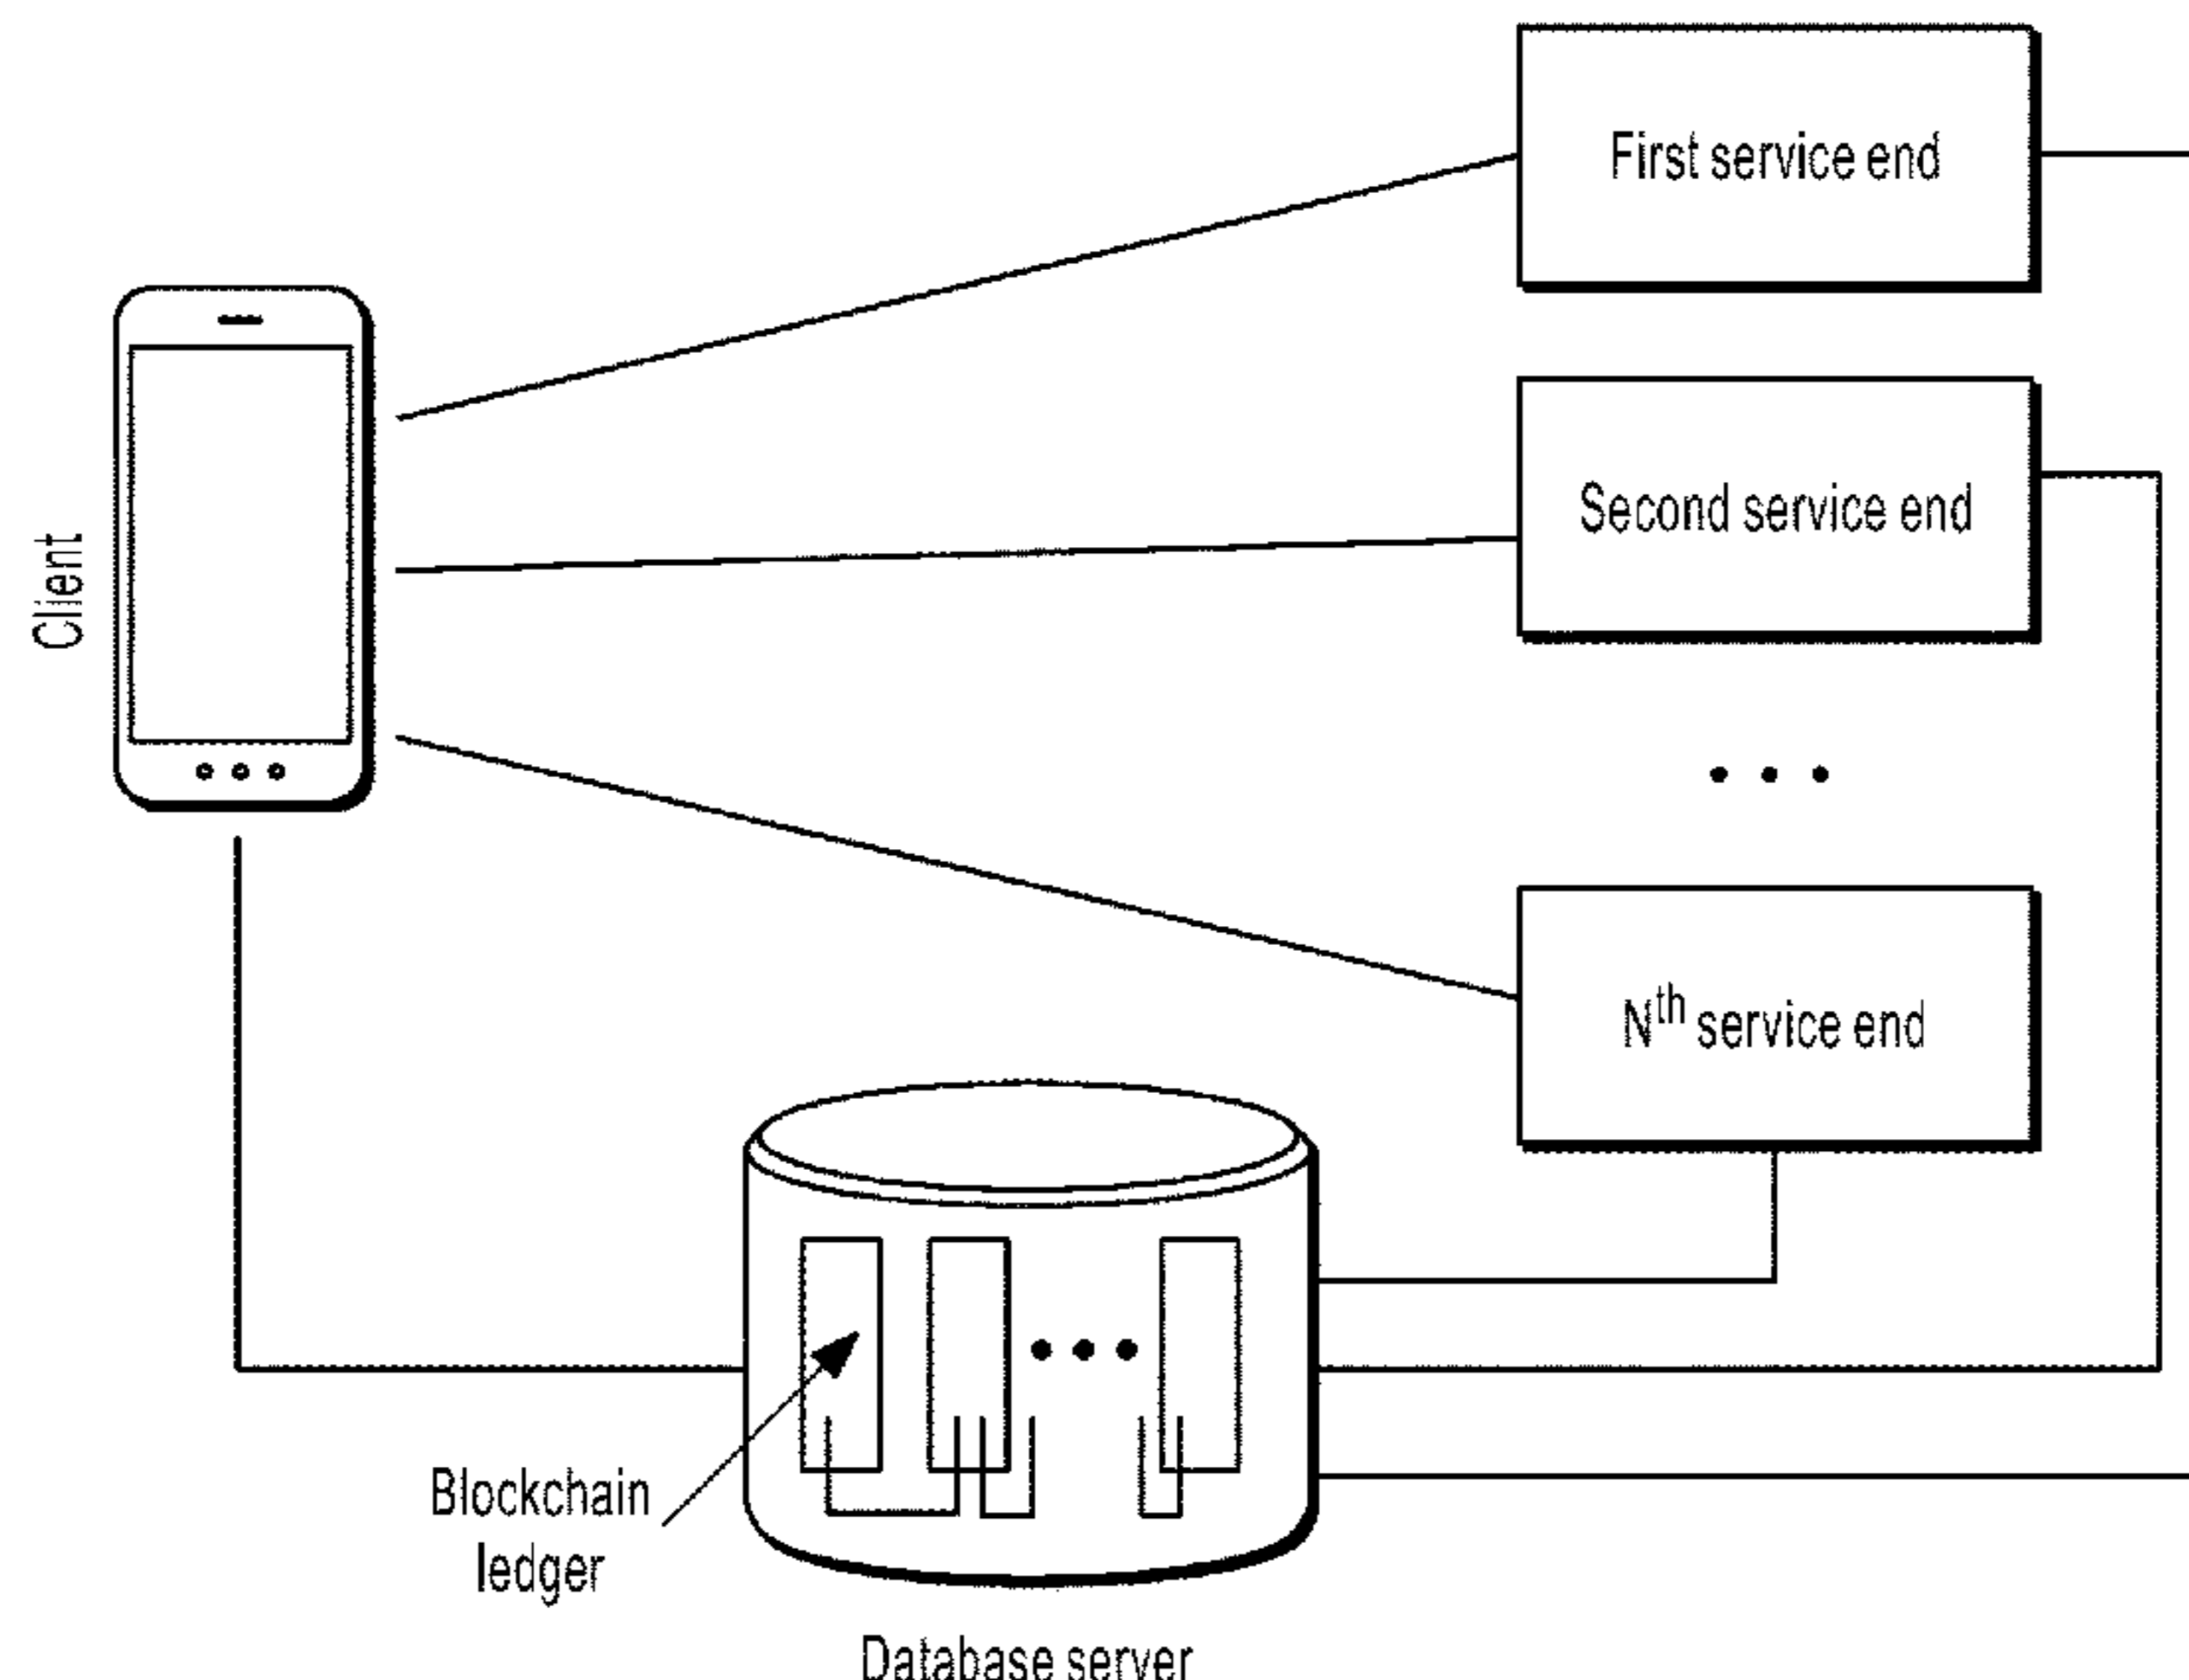 First service end
Second service end
Client
Nth service end
Blockchain
ledger
Database server